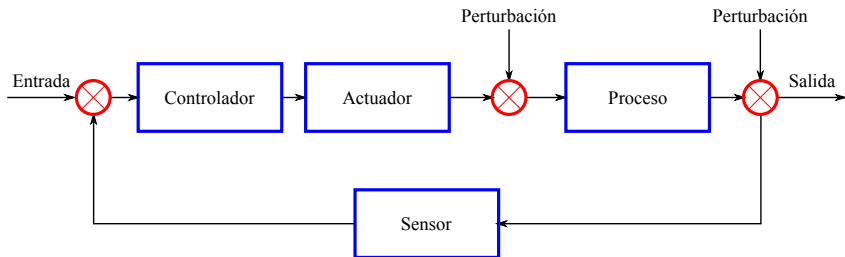 Perturbación
Perturbación
Entrada
Controlador
Actuador
Proceso
Salida
Sensor